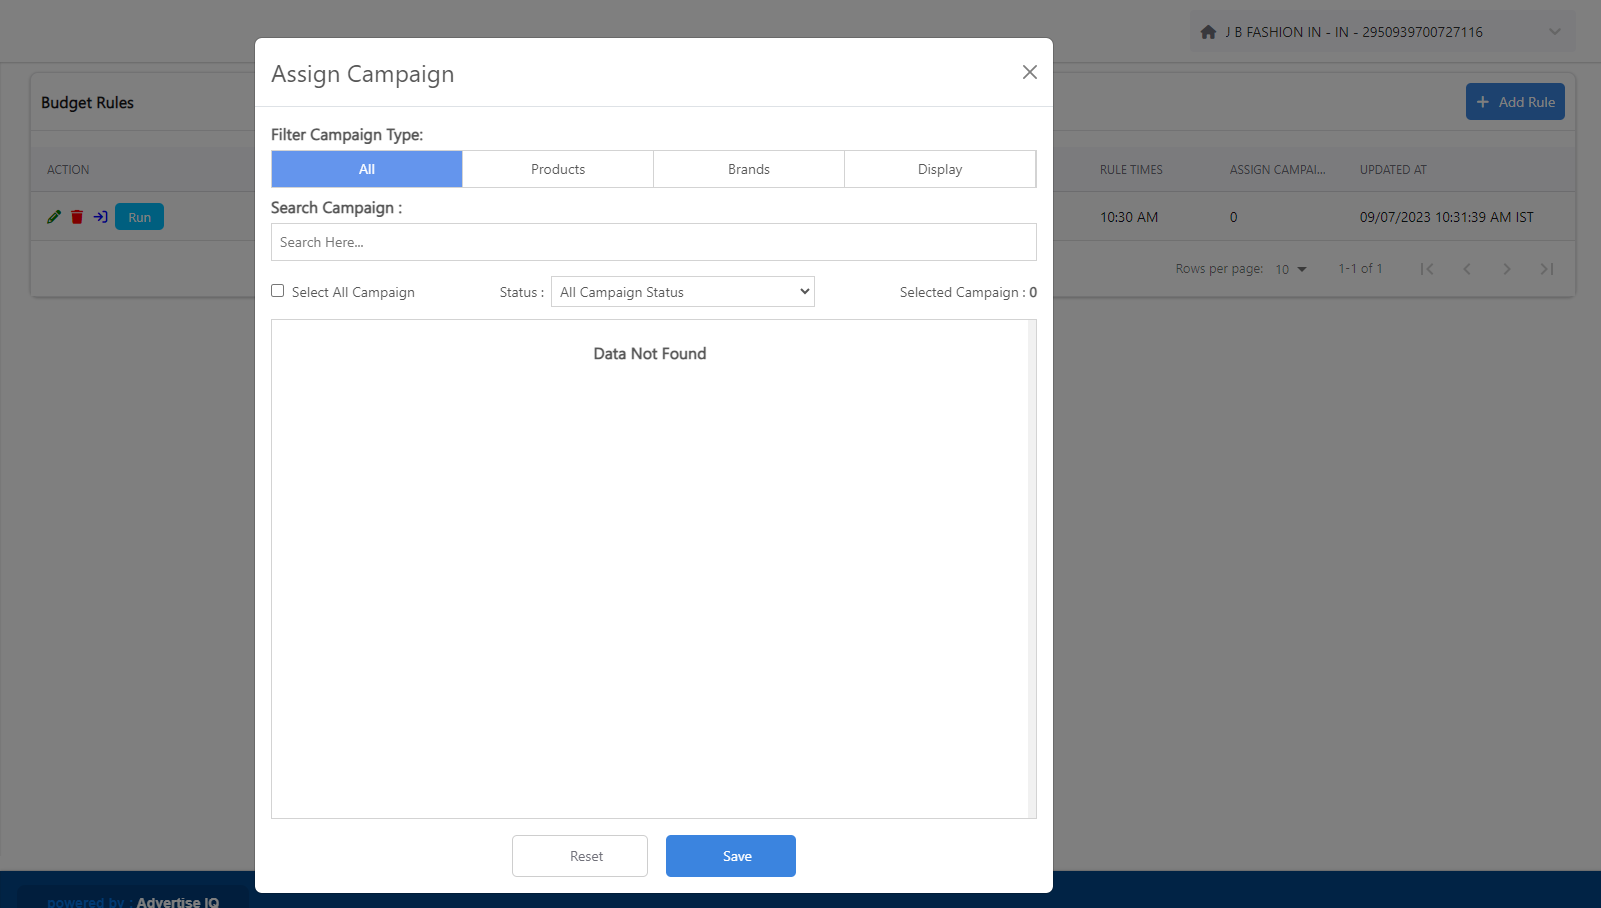 J B FASHION IN - IN - 2950939700727116
Assign Campaign
Budget Rules
Add Rule
Filter Campaign Type:
All Products Brands Display
ACTION RULE TIMES ASSIGN CAMPAI... UPDATED AT
Search Campaign :
Run 10:30 AM 0 09/07/2023 10:31:39 AM IST
Search Here...
Rows per page: 10 1-1 of 1
Select All Campaign Status : All Campaign Status Selected Campaign : 0
Data Not Found
Reset Save
powered by : Advertise IQ